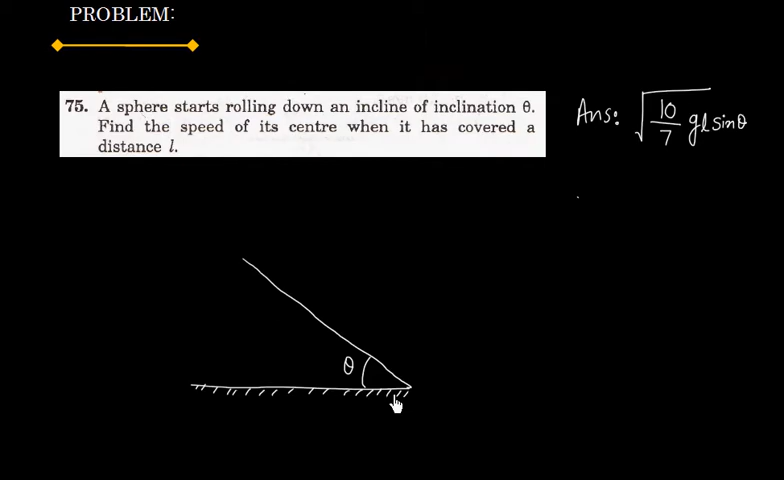 PROBLEM:
75. A sphere starts rolling down an incline of inclination θ.
Find the speed of its centre when it has covered a
distance l.
Ans: √(10/7 gl sinθ)
θ